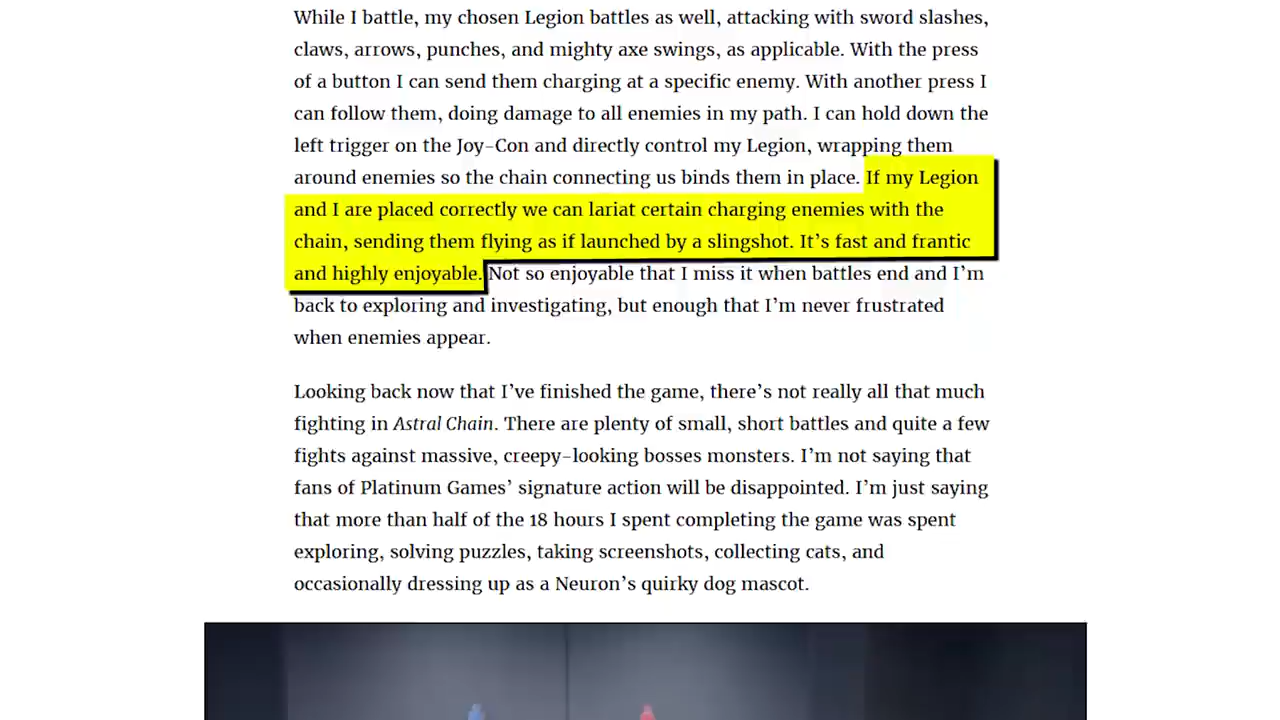 While I battle, my chosen Legion battles as well, attacking with sword slashes,
claws, arrows, punches, and mighty axe swings, as applicable. With the press
of a button I can send them charging at a specific enemy. With another press I
can follow them, doing damage to all enemies in my path. I can hold down the
left trigger on the Joy-Con and directly control my Legion, wrapping them
around enemies so the chain connecting us binds them in place. If my Legion
and I are placed correctly we can lariat certain charging enemies with the
chain, sending them flying as if launched by a slingshot. It’s fast and frantic
and highly enjoyable. Not so enjoyable that I miss it when battles end and I’m
back to exploring and investigating, but enough that I’m never frustrated
when enemies appear.
Looking back now that I’ve finished the game, there’s not really all that much
fighting in Astral Chain. There are plenty of small, short battles and quite a few
fights against massive, creepy-looking bosses monsters. I’m not saying that
fans of Platinum Games’ signature action will be disappointed. I’m just saying
that more than half of the 18 hours I spent completing the game was spent
exploring, solving puzzles, taking screenshots, collecting cats, and
occasionally dressing up as a Neuron’s quirky dog mascot.